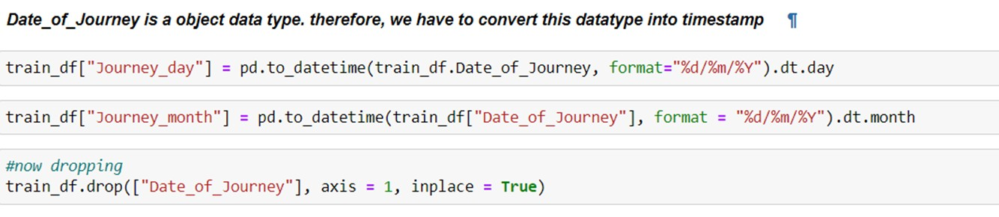 Date_of_Journey is a object data type. therefore, we have to convert this datatype into timestamp ¶
train_df["Journey_day"] = pd.to_datetime(train_df.Date_of_Journey, format="%d/%m/%Y").dt.day
train_df["Journey_month"] = pd.to_datetime(train_df["Date_of_Journey"], format = "%d/%m/%Y").dt.month
#now dropping
train_df.drop(["Date_of_Journey"], axis = 1, inplace = True)